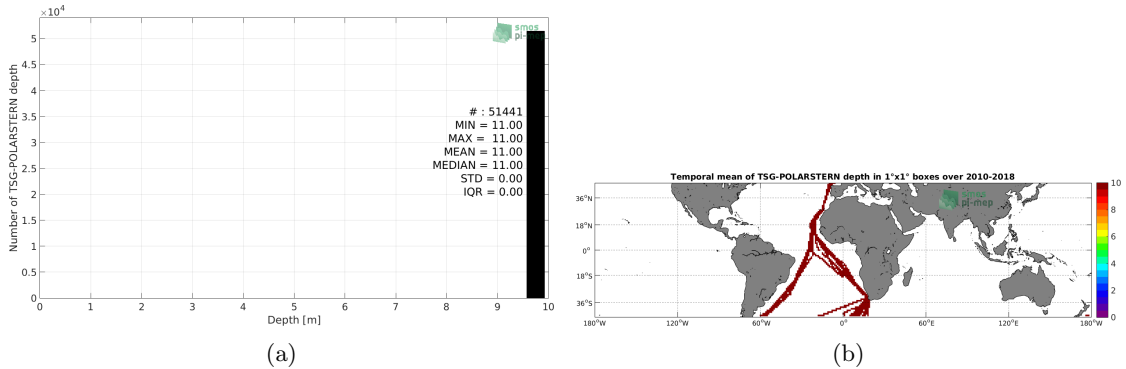 ×10⁴
5
4.5
4
3.5
3
2.5
2
1.5
1
0.5
0
Number of TSG-POLARSTERN depth
smos
pi-mep
# : 51441
MIN = 11.00
MAX = 11.00
MEAN = 11.00
MEDIAN = 11.00
STD = 0.00
IQR = 0.00
0 1 2 3 4 5 6 7 8 9 10
Depth [m]
(a)
Temporal mean of TSG-POLARSTERN depth in 1°x1° boxes over 2010-2018
smos
pi-mep
36°N
18°N
0°
18°S
36°S
180°W 120°W 60°W 0° 60°E 120°E 180°W
10
8
6
4
2
0
(b)